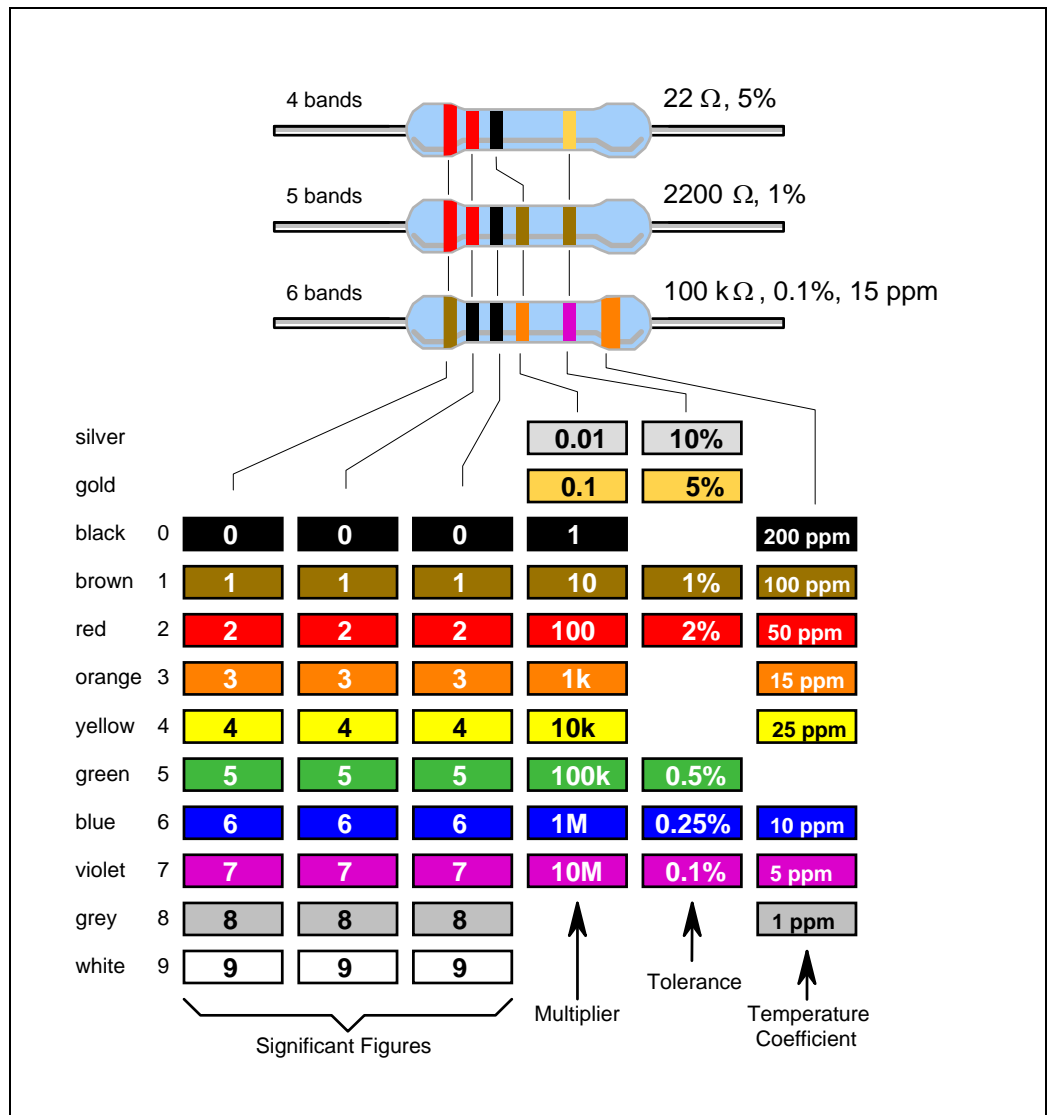 4 bands 22 Ω, 5%
5 bands 2200 Ω, 1%
6 bands 100 kΩ, 0.1%, 15 ppm
silver 0.01 10%
gold 0.1 5%
black 0 0 0 0 1 200 ppm
brown 1 1 1 1 10 1% 100 ppm
red 2 2 2 2 100 2% 50 ppm
orange 3 3 3 3 1k 15 ppm
yellow 4 4 4 4 10k 25 ppm
green 5 5 5 5 100k 0.5%
blue 6 6 6 6 1M 0.25% 10 ppm
violet 7 7 7 7 10M 0.1% 5 ppm
grey 8 8 8 8 1 ppm
white 9 9 9 9
Significant Figures
Multiplier
Tolerance
Temperature
Coefficient